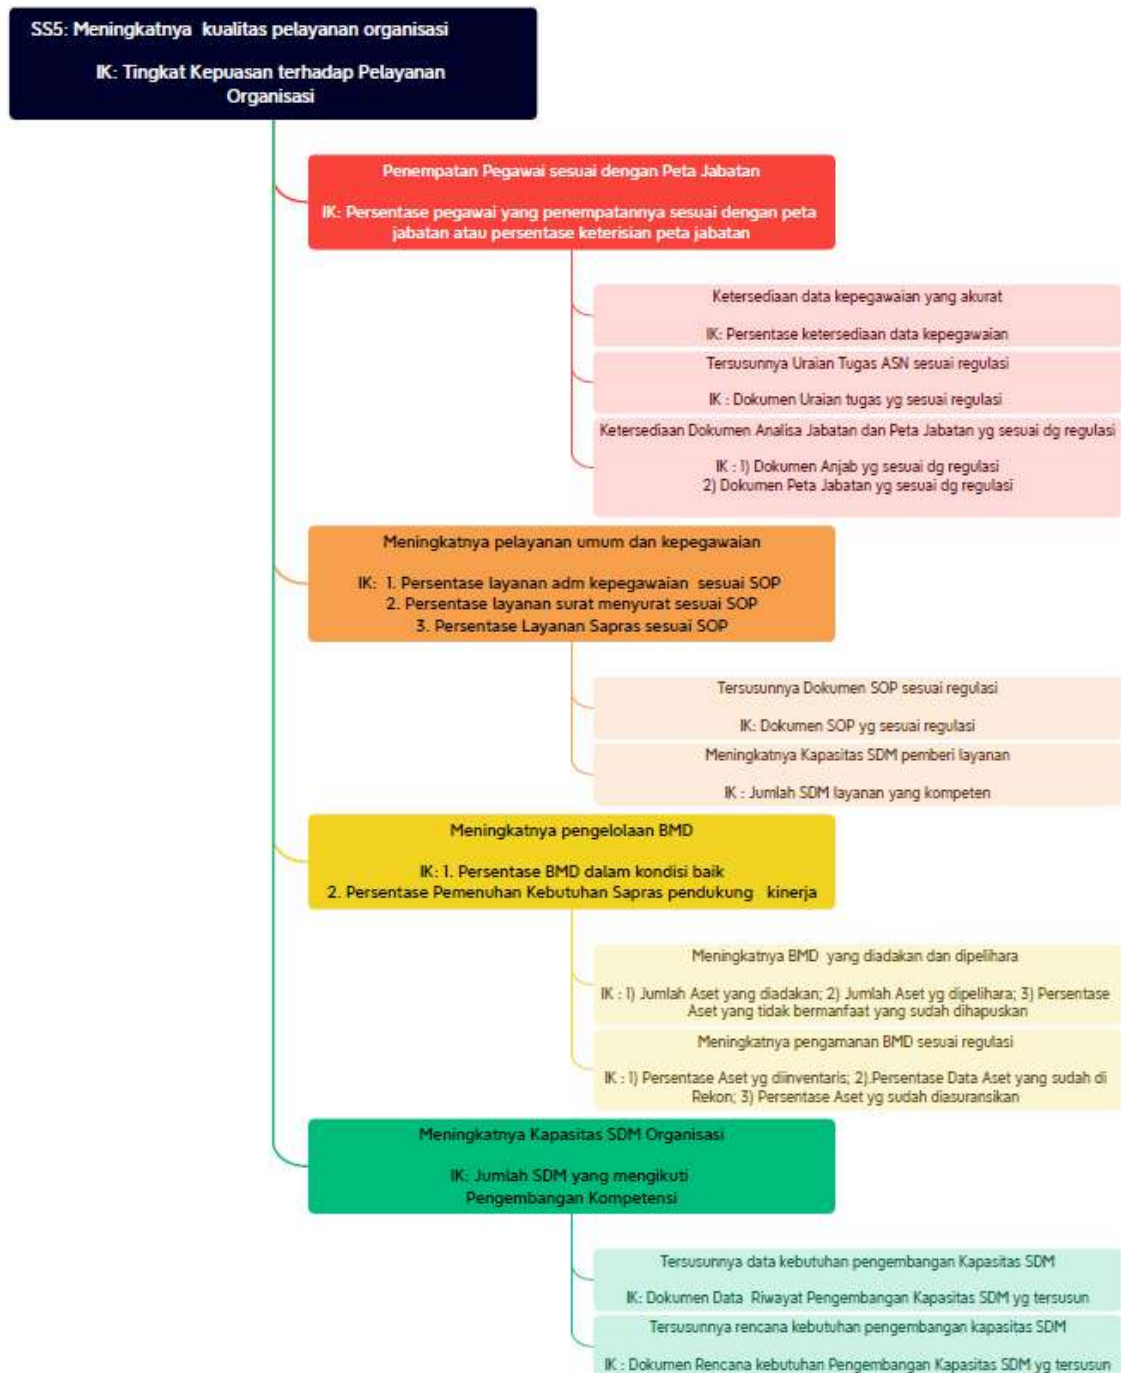 SS5: Meningkatnya kualitas pelayanan organisasi
IK: Tingkat Kepuasan terhadap Pelayanan
Organisasi
Penempatan Pegawai sesuai dengan Peta Jabatan
IK: Persentase pegawai yang penempatannya sesuai dengan peta
jabatan atau persentase keterisian peta jabatan
Ketersediaan data kepegawaian yang akurat
IK: Persentase ketersediaan data kepegawaian
Tersusunnya Uraian Tugas ASN sesuai regulasi
IK : Dokumen Uraian tugas yg sesuai regulasi
Ketersediaan Dokumen Analisa Jabatan dan Peta Jabatan yg sesuai dg regulasi
IK : 1) Dokumen Anjab yg sesuai dg regulasi
2) Dokumen Peta Jabatan yg sesuai dg regulasi
Meningkatnya pelayanan umum dan kepegawaian
IK: 1. Persentase layanan adm kepegawaian sesuai SOP
2. Persentase layanan surat menyurat sesuai SOP
3. Persentase Layanan Sapras sesuai SOP
Tersusunnya Dokumen SOP sesuai regulasi
IK: Dokumen SOP yg sesuai regulasi
Meningkatnya Kapasitas SDM pemberi layanan
IK : Jumlah SDM layanan yang kompeten
Meningkatnya pengelolaan BMD
IK: 1. Persentase BMD dalam kondisi baik
2. Persentase Pemenuhan Kebutuhan Sapras pendukung kinerja
Meningkatnya BMD yang diadakan dan dipelihara
IK : 1) Jumlah Aset yang diadakan; 2) Jumlah Aset yg dipelihara; 3) Persentase
Aset yang tidak bermanfaat yang sudah dihapuskan
Meningkatnya pengamanan BMD sesuai regulasi
IK : 1) Persentase Aset yg diinventaris; 2).Persentase Data Aset yang sudah di
Rekon; 3) Persentase Aset yg sudah diasuransikan
Meningkatnya Kapasitas SDM Organisasi
IK: Jumlah SDM yang mengikuti
Pengembangan Kompetensi
Tersusunnya data kebutuhan pengembangan Kapasitas SDM
IK: Dokumen Data Riwayat Pengembangan Kapasitas SDM yg tersusun
Tersusunnya rencana kebutuhan pengembangan kapasitas SDM
IK : Dokumen Rencana kebutuhan Pengembangan Kapasitas SDM yg tersusun